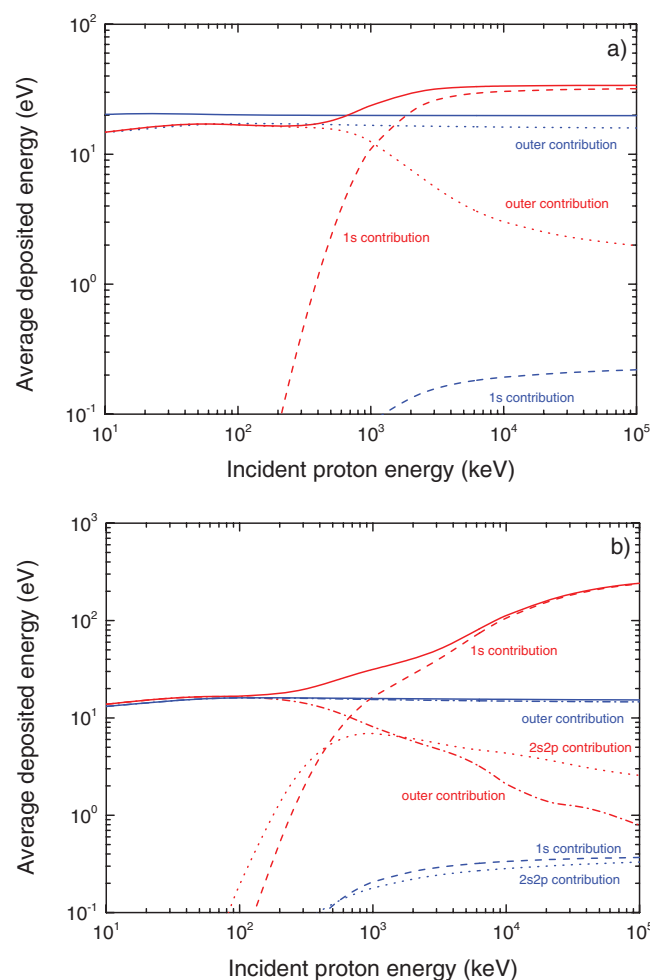 a)
10²
10¹
10⁰
10⁻¹
Average deposited energy (eV)
outer contribution
outer contribution
1s contribution
1s contribution
10¹ 10² 10³ 10⁴ 10⁵
Incident proton energy (keV)
b)
10³
10²
10¹
10⁰
10⁻¹
Average deposited energy (eV)
1s contribution
outer contribution
2s2p contribution
outer contribution
1s contribution
2s2p contribution
10¹ 10² 10³ 10⁴ 10⁵
Incident proton energy (keV)